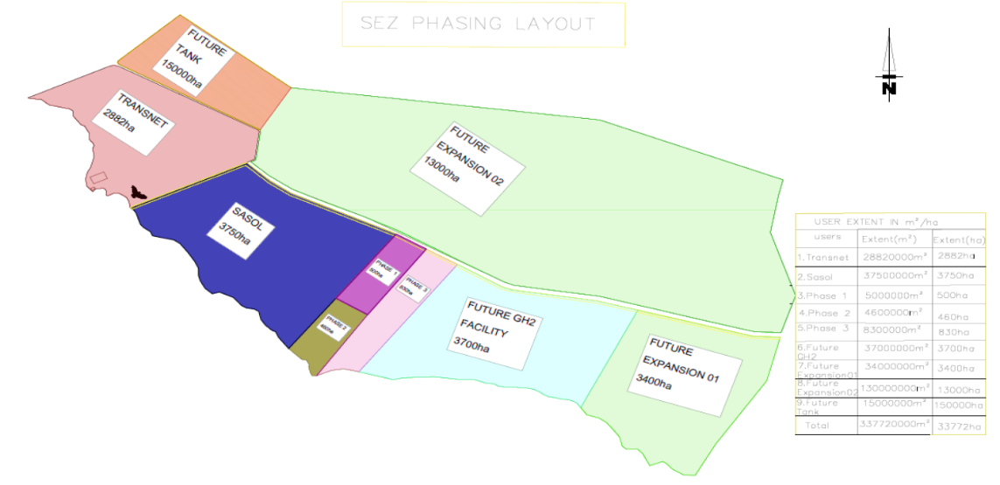 SEZ PHASING LAYOUT
N
FUTURE
TANK
150000ha
TRANSNET
2882ha
FUTURE
EXPANSION 02
13000ha
SASOL
3750ha
PHASE 1
PHASE 3
830ha
PHASE 2
460ha
FUTURE GH2
FACILITY
3700ha
FUTURE
EXPANSION 01
3400ha
USER EXTENT IN m²/ha
users Extent(m²) Extent(ha)
1.Transnet 28820000m² 2882ha
2.Sasol 37500000m² 3750ha
3.Phase 1 5000000m² 500ha
4.Phase 2 4600000m² 460ha
5.Phase 3 8300000m² 830ha
6.Future
GH2 37000000m² 3700ha
7.Future
Expansion01 34000000m² 3400ha
8.Future
Expansion02 130000000m² 13000ha
9.Future
Tank 15000000m² 150000ha
Total 337720000m² 33772ha